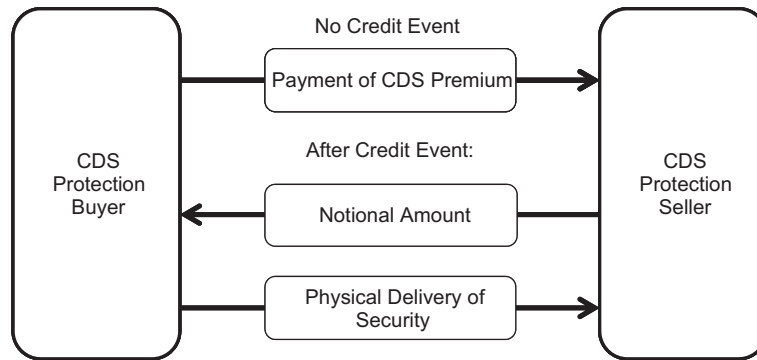 No Credit Event
Payment of CDS Premium
After Credit Event:
CDS
Protection
Buyer
Notional Amount
CDS
Protection
Seller
Physical Delivery of
Security